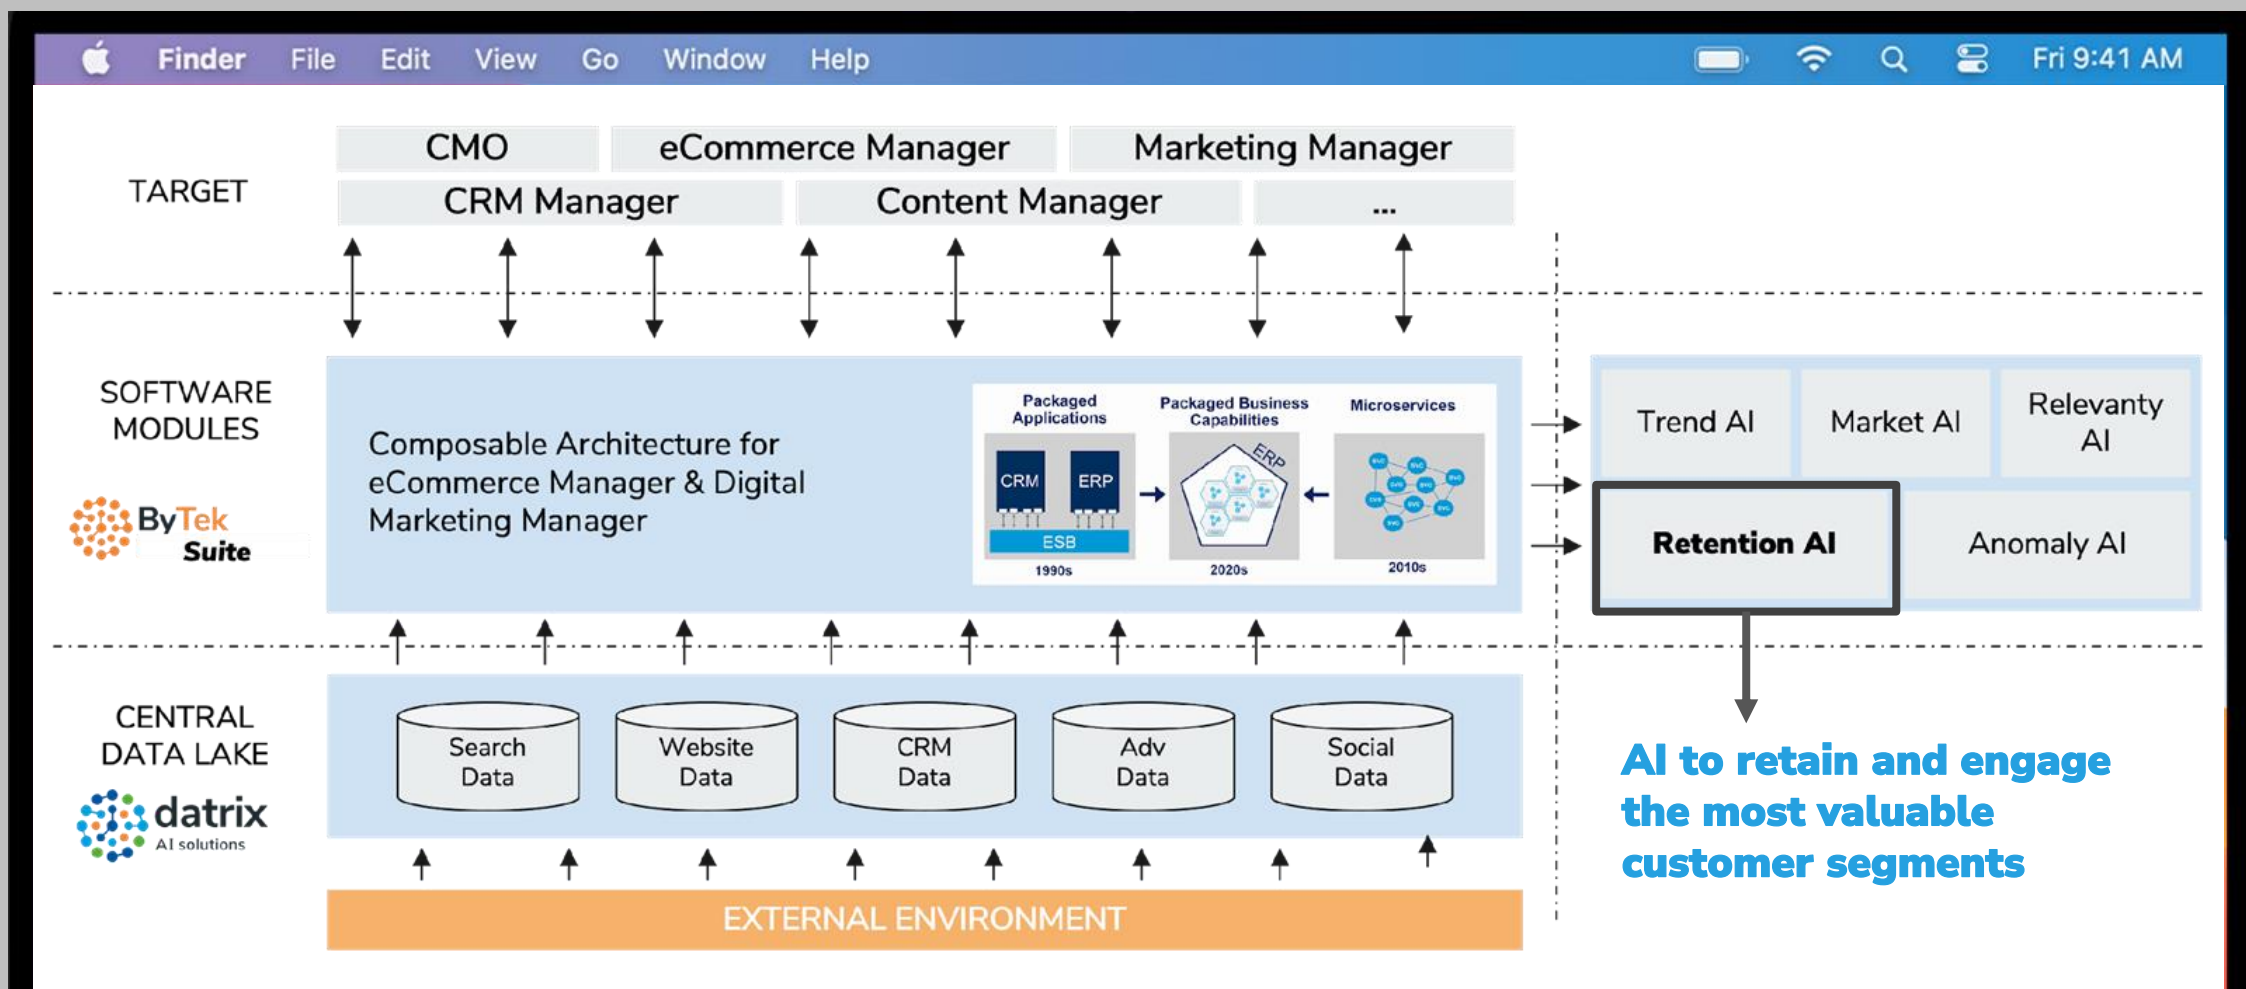 Finder File Edit View Go Window Help Fri 9:41 AM
CMO eCommerce Manager Marketing Manager
TARGET
CRM Manager Content Manager ...
SOFTWARE
MODULES
ByTek
Suite
Composable Architecture for
eCommerce Manager & Digital
Marketing Manager
Packaged
Applications
CRM ERP
ESB
1990s
Packaged Business
Capabilities
ERP
2020s
Microservices
2010s
Trend AI Market AI Relevanty
AI
Retention AI Anomaly AI
CENTRAL
DATA LAKE
datrix
AI solutions
Search
Data
Website
Data
CRM
Data
Adv
Data
Social
Data
AI to retain and engage
the most valuable
customer segments
EXTERNAL ENVIRONMENT